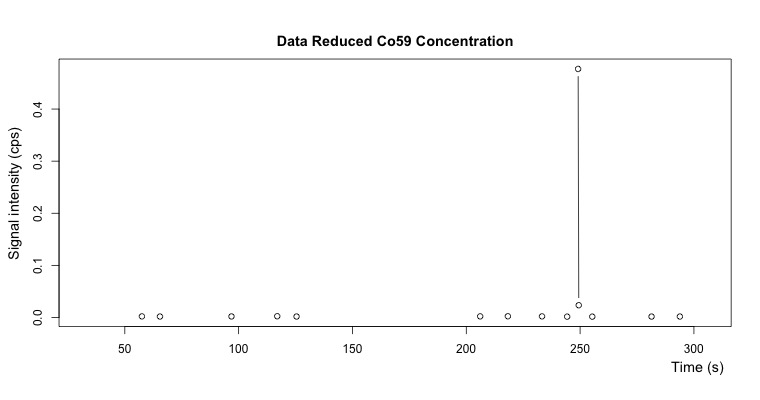 Data Reduced Co59 Concentration
Signal intensity (cps)
0.4
0.3
0.2
0.1
0.0
50 100 150 200 250 300
Time (s)